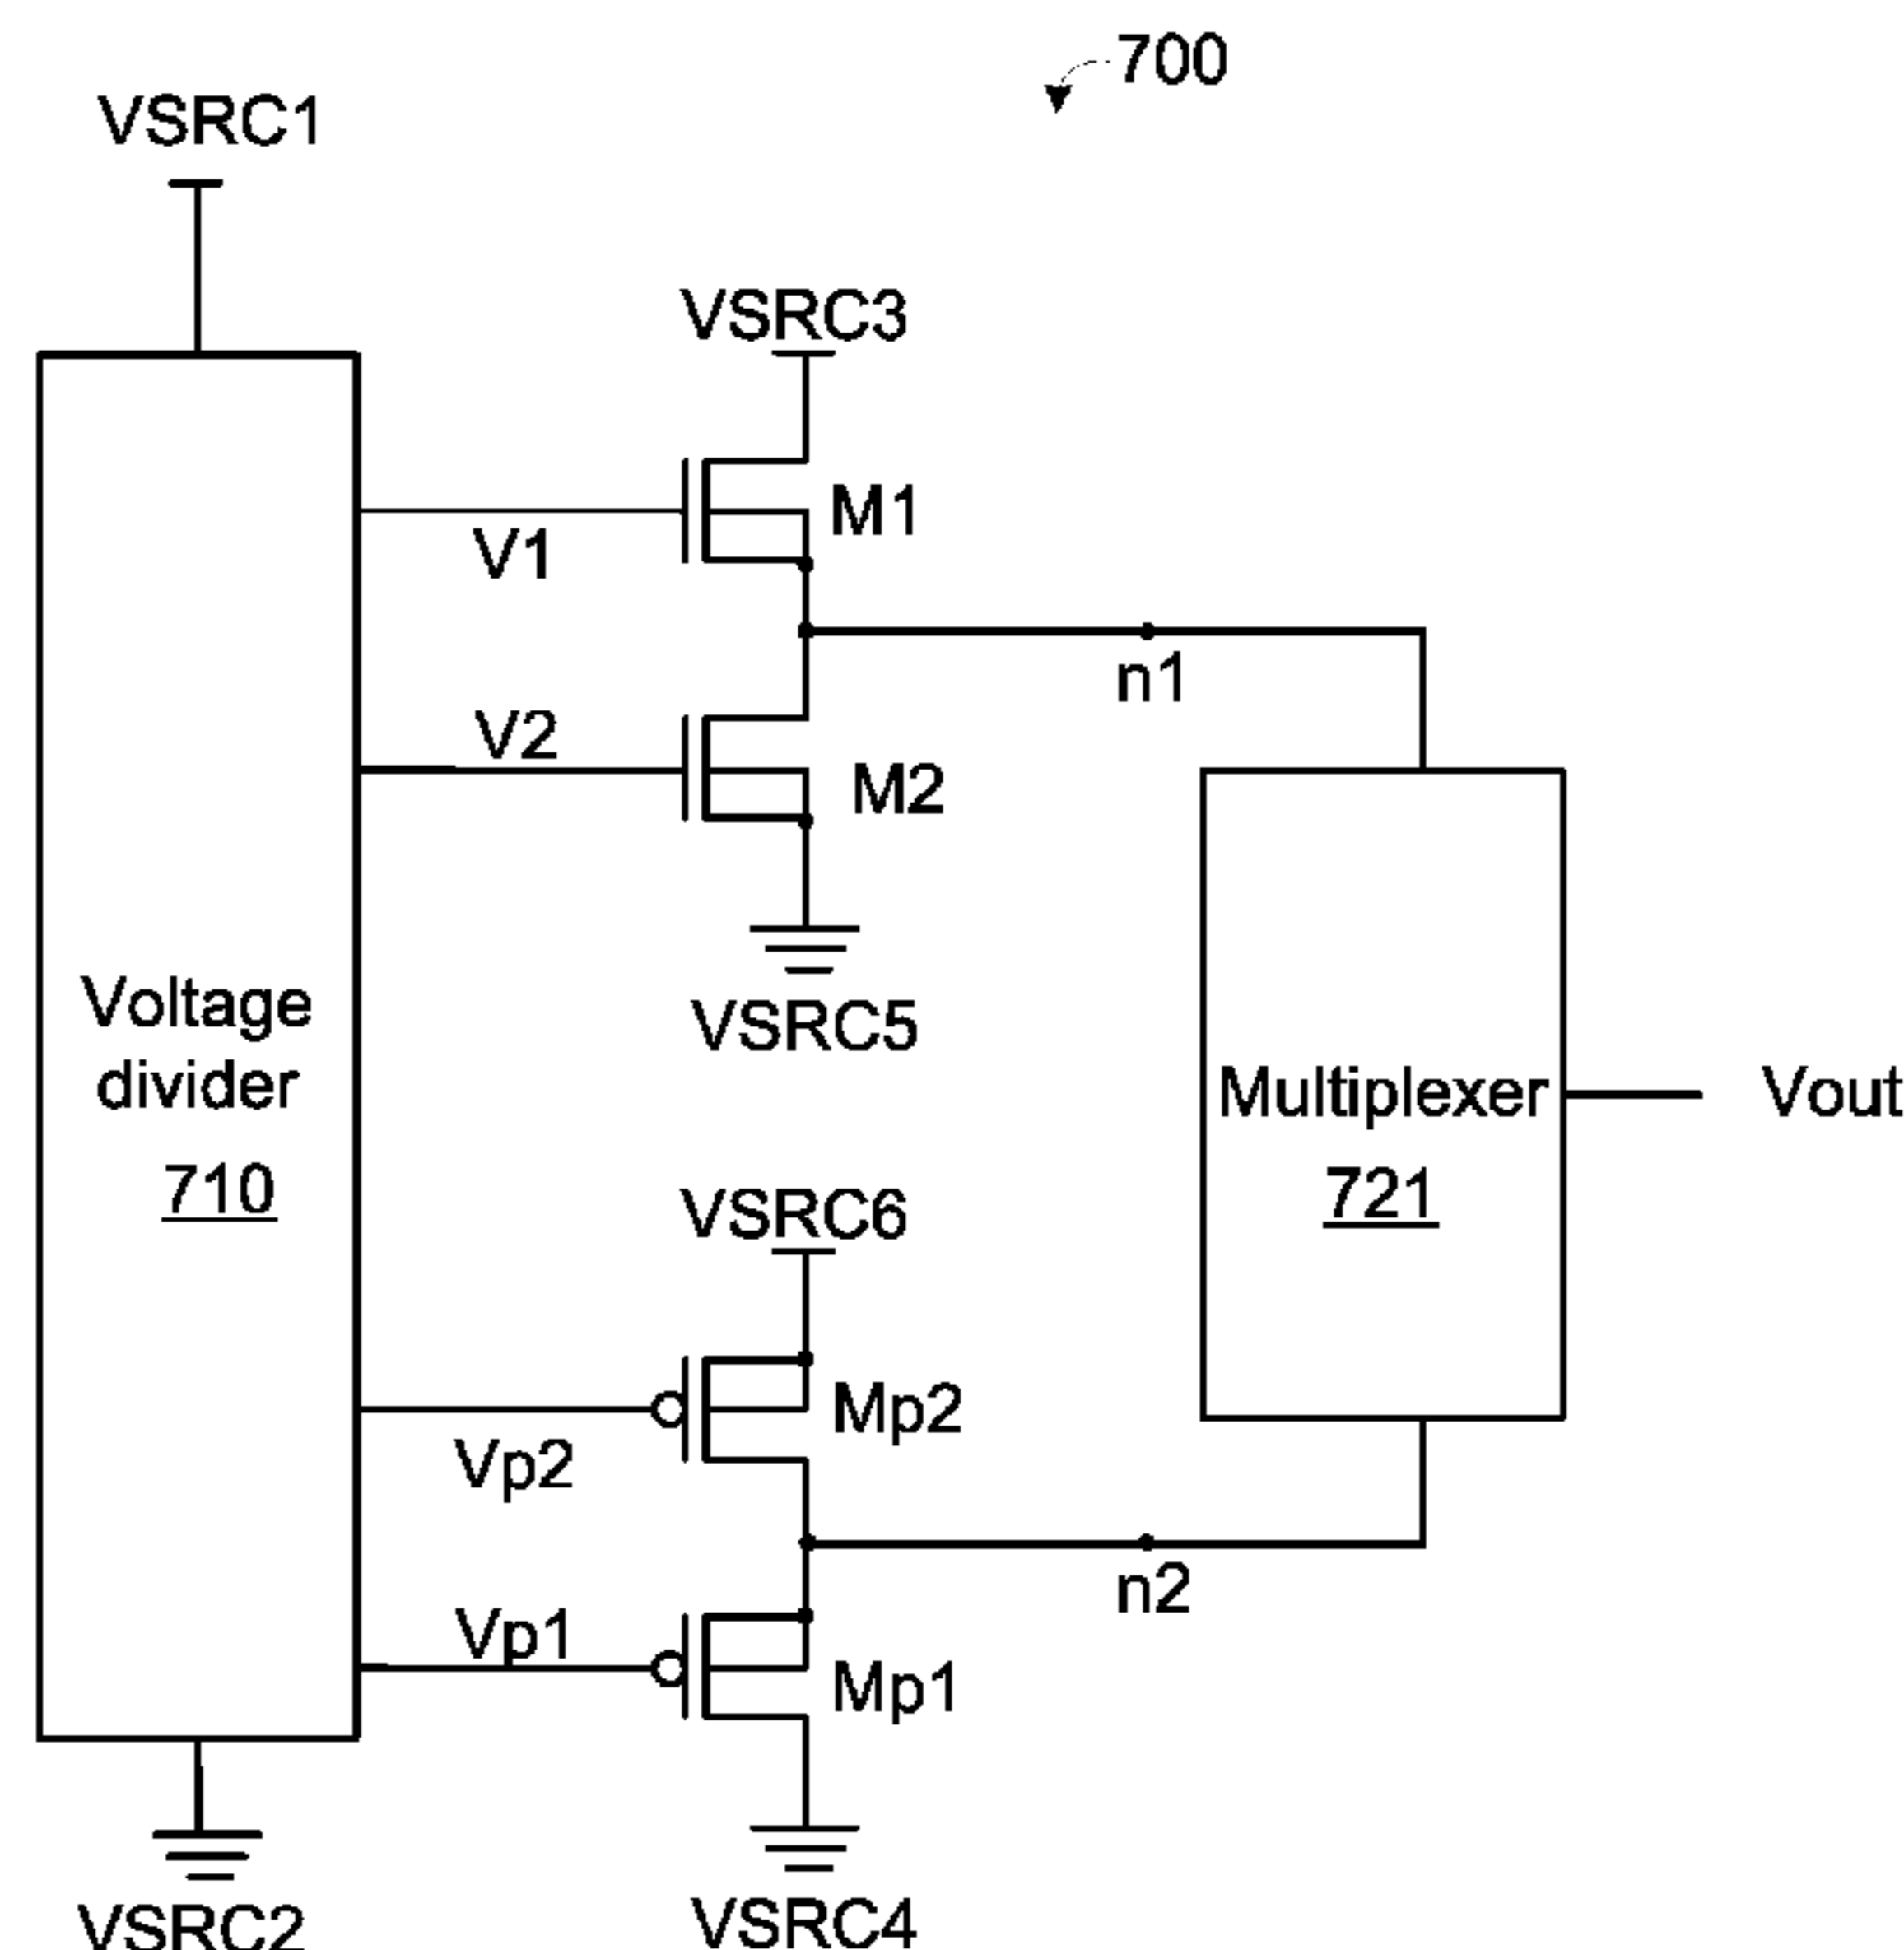 700
VSRC1
VSRC3
M1
V1
n1
V2
M2
VSRC5
Voltage
divider
710
Multiplexer
721
Vout
VSRC6
Mp2
Vp2
n2
Vp1
Mp1
VSRC2
VSRC4